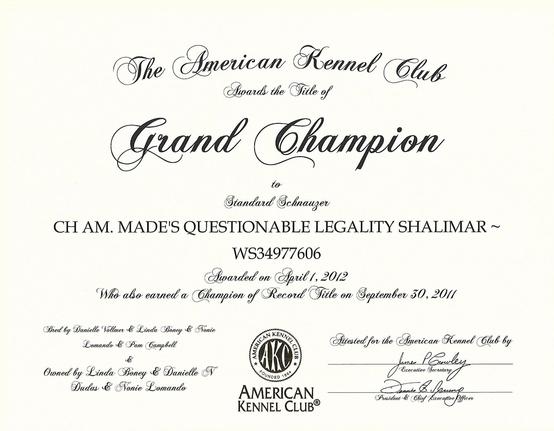 The American Kennel Club
Awards the Title of
Grand Champion
to
Standard Schnauzer
CH AM. MADE'S QUESTIONABLE LEGALITY SHALIMAR ~
WS34977606
Awarded on April 1, 2012
Who also earned a Champion of Record Title on September 30, 2011
Bred by Danielle Vollmer & Linda Boney & Nonie
Lomando & Pam Campbell
&
Owned by Linda Boney & Danielle N
Dudas & Nonie Lomando
AMERICAN KENNEL CLUB
AKC
FOUNDED 1884
AMERICAN
KENNEL CLUB®
Attested for the American Kennel Club by
James P. Crowley
Executive Secretary
President & Chief Executive Officer